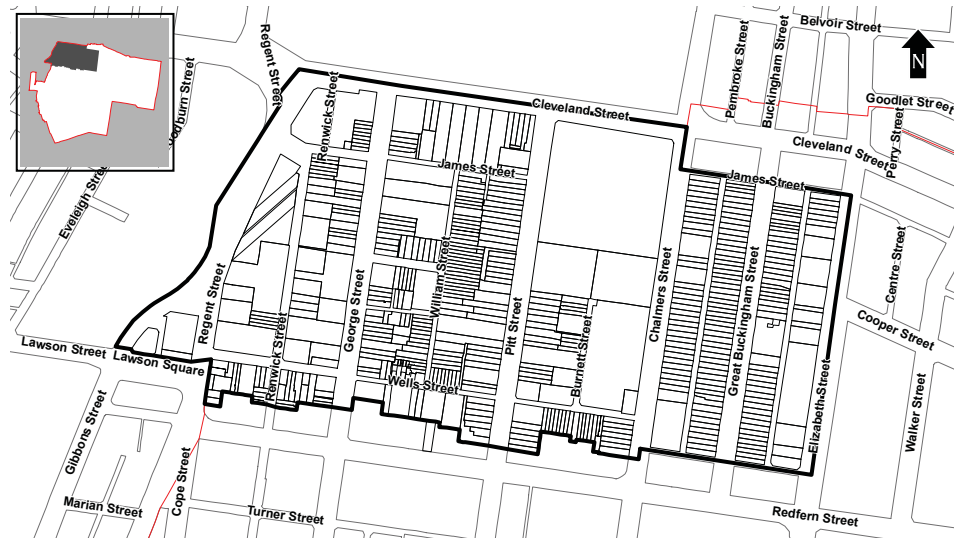 Belvoir Street
Regent Street
Pembroke Street
Buckingham Street
N
Renwick Street
Goodlet Street
Cleveland Street
Perry Street
Cleveland Street
James Street
James Street
Eveleigh Street
Centre Street
William Street
Regent Street
George Street
Pitt Street
Chalmers Street
Great Buckingham Street
Cooper Street
Lawson Street
Lawson Square
Renwick Street
Burnett Street
Wells Street
Elizabeth Street
Walker Street
Gibbons Street
Cope Street
Marian Street
Turner Street
Redfern Street